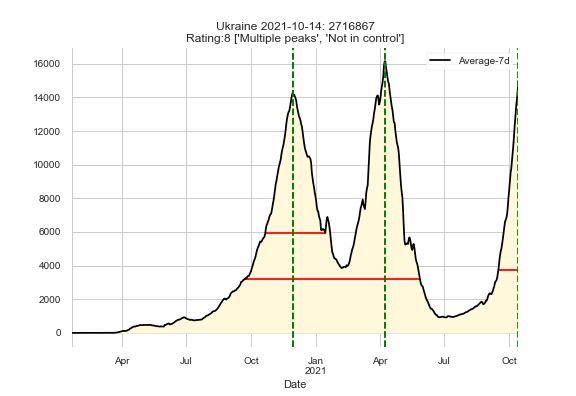 Ukraine 2021-10-14: 2716867
Rating:8 ['Multiple peaks', 'Not in control']
Average-7d
16000
14000
12000
10000
8000
6000
4000
2000
0
Apr
Jul
Oct
Jan
2021
Apr
Jul
Oct
Date